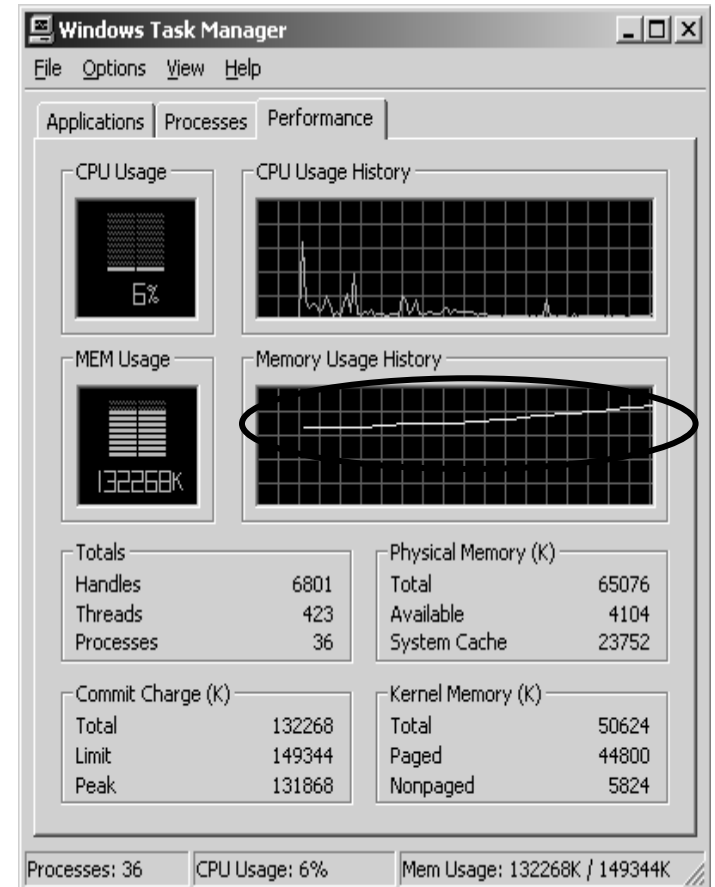 Windows Task Manager
File Options View Help
Applications Processes Performance
CPU Usage CPU Usage History
6%
MEM Usage Memory Usage History
132268K
Totals Physical Memory (K)
Handles 6801 Total 65076
Threads 423 Available 4104
Processes 36 System Cache 23752
Commit Charge (K) Kernel Memory (K)
Total 132268 Total 50624
Limit 149344 Paged 44800
Peak 131868 Nonpaged 5824
Processes: 36 CPU Usage: 6% Mem Usage: 132268K / 149344K